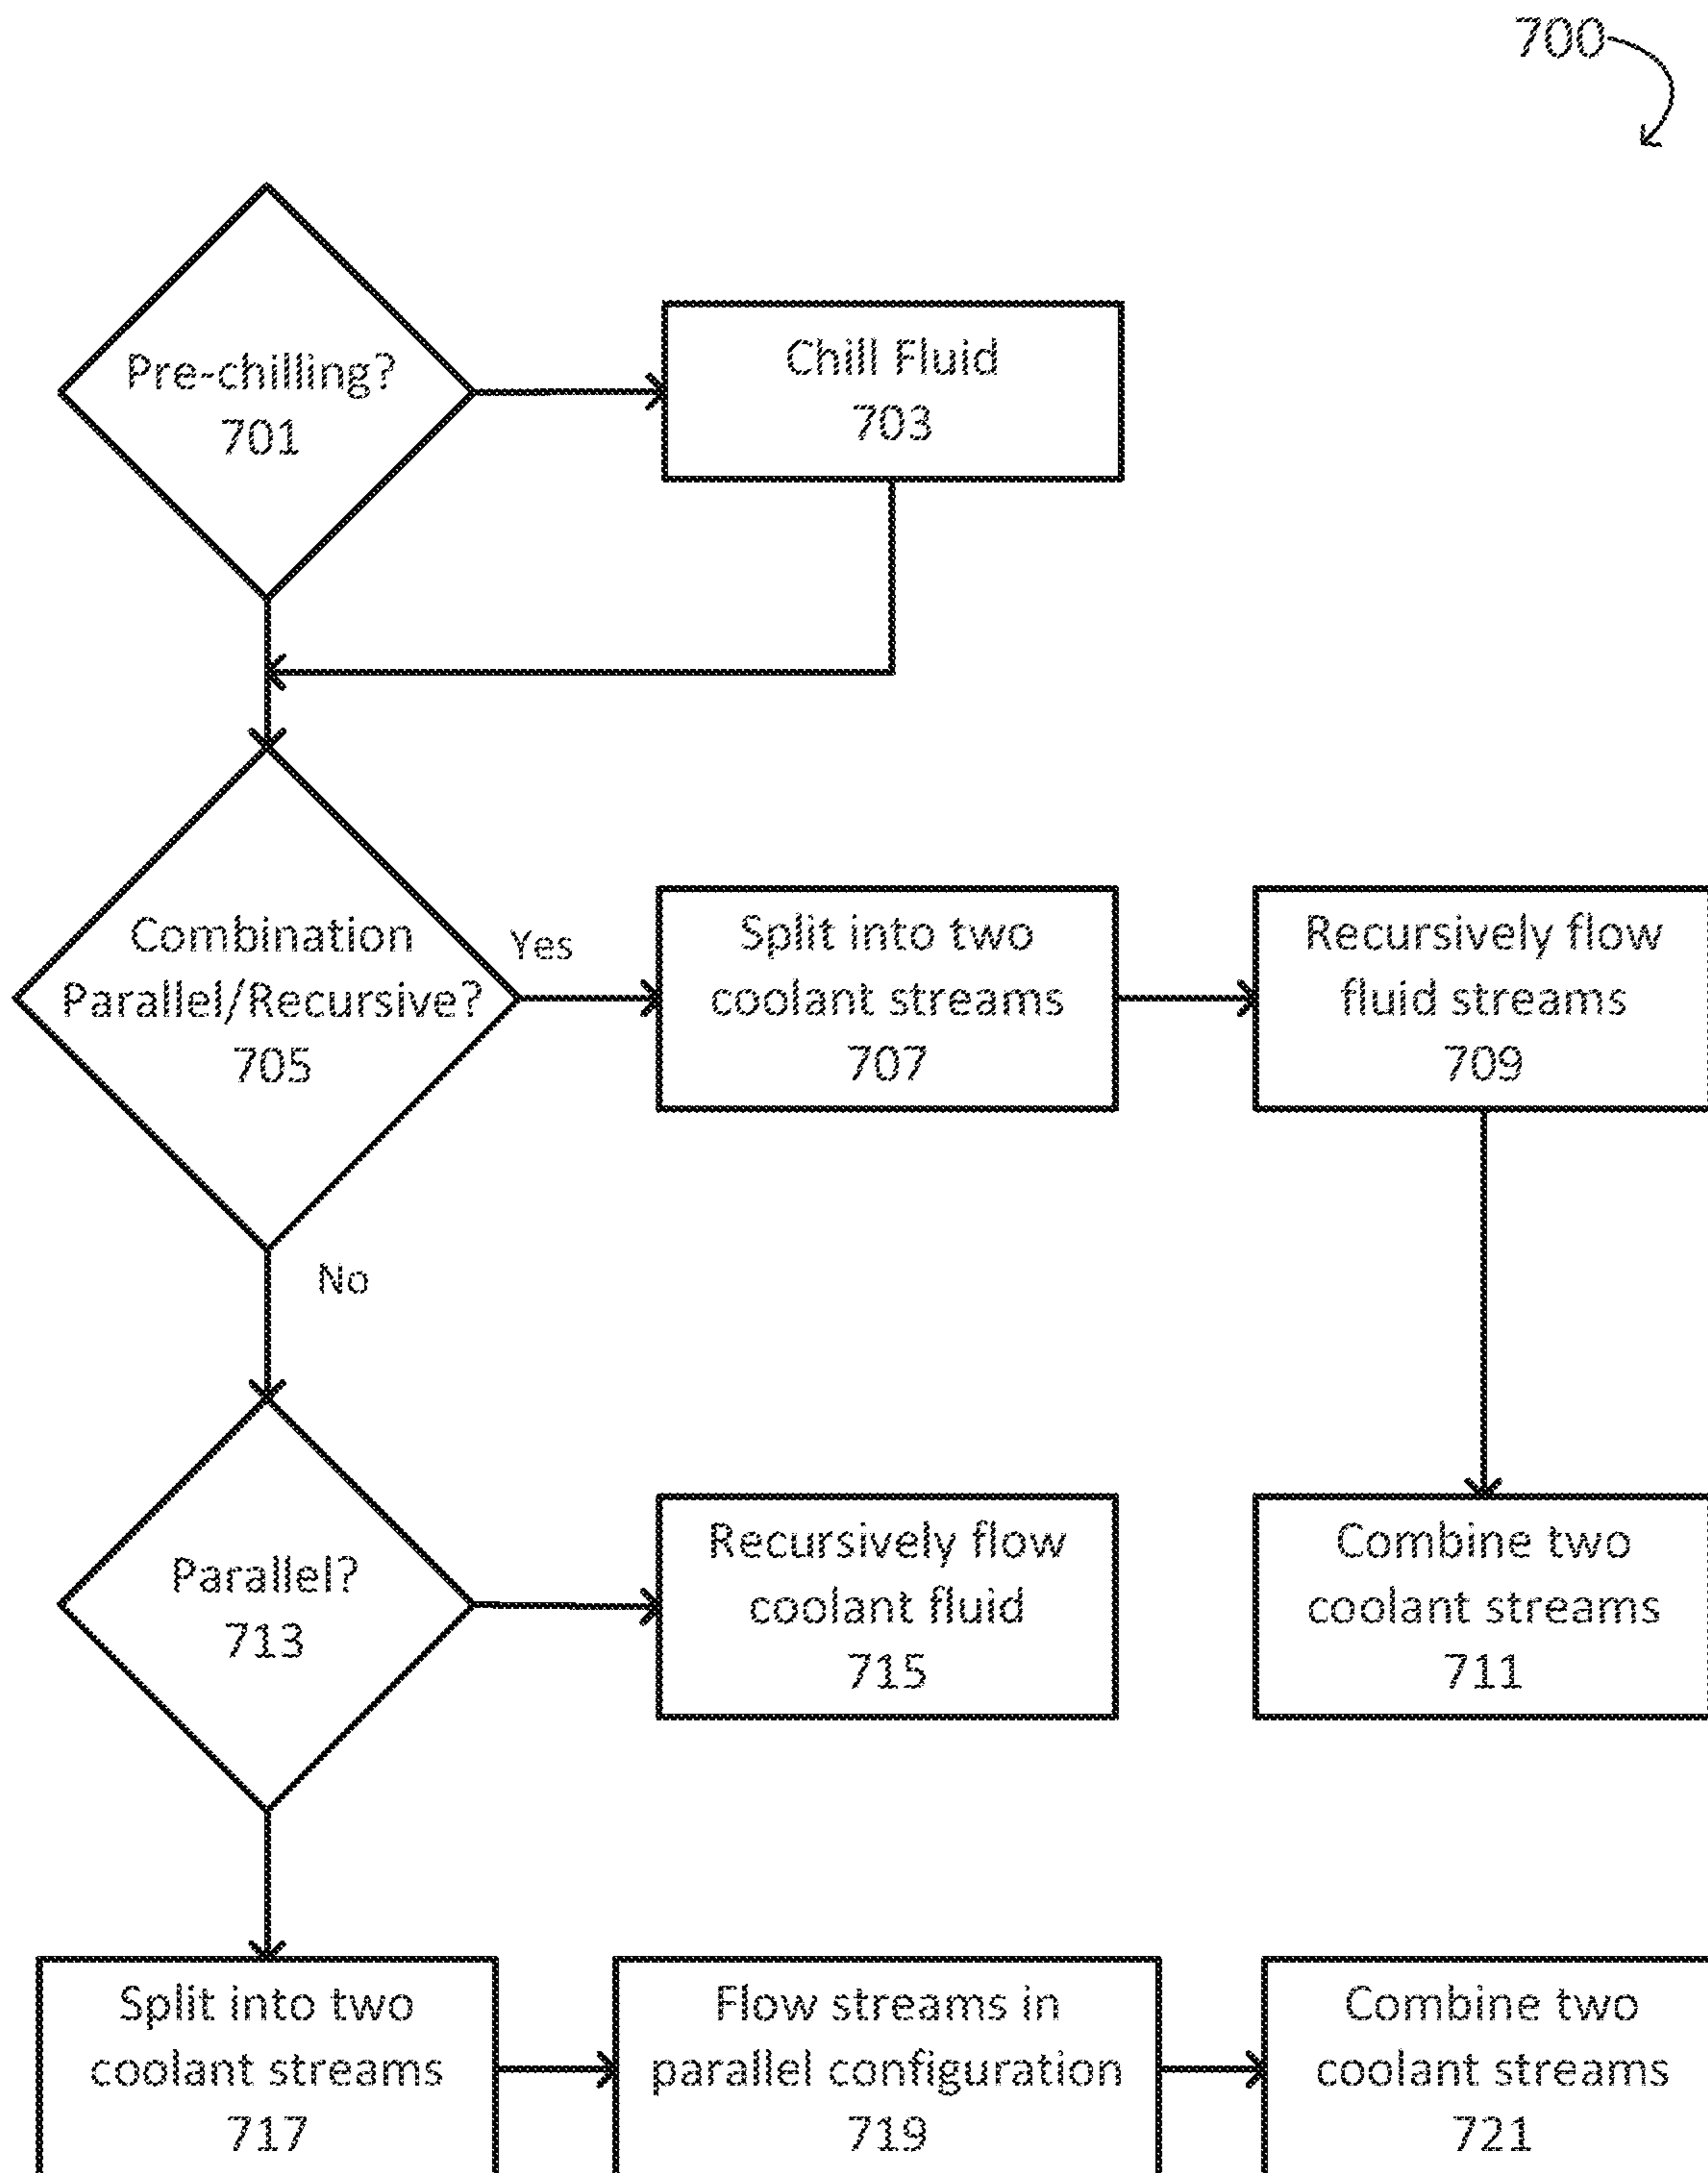 700
Pre-chilling?
701
Chill Fluid
703
Combination
Parallel/Recursive?
705
Yes
Split into two
coolant streams
707
Recursively flow
fluid streams
709
No
Parallel?
713
Recursively flow
coolant fluid
715
Combine two
coolant streams
711
Split into two
coolant streams
717
Flow streams in
parallel configuration
719
Combine two
coolant streams
721